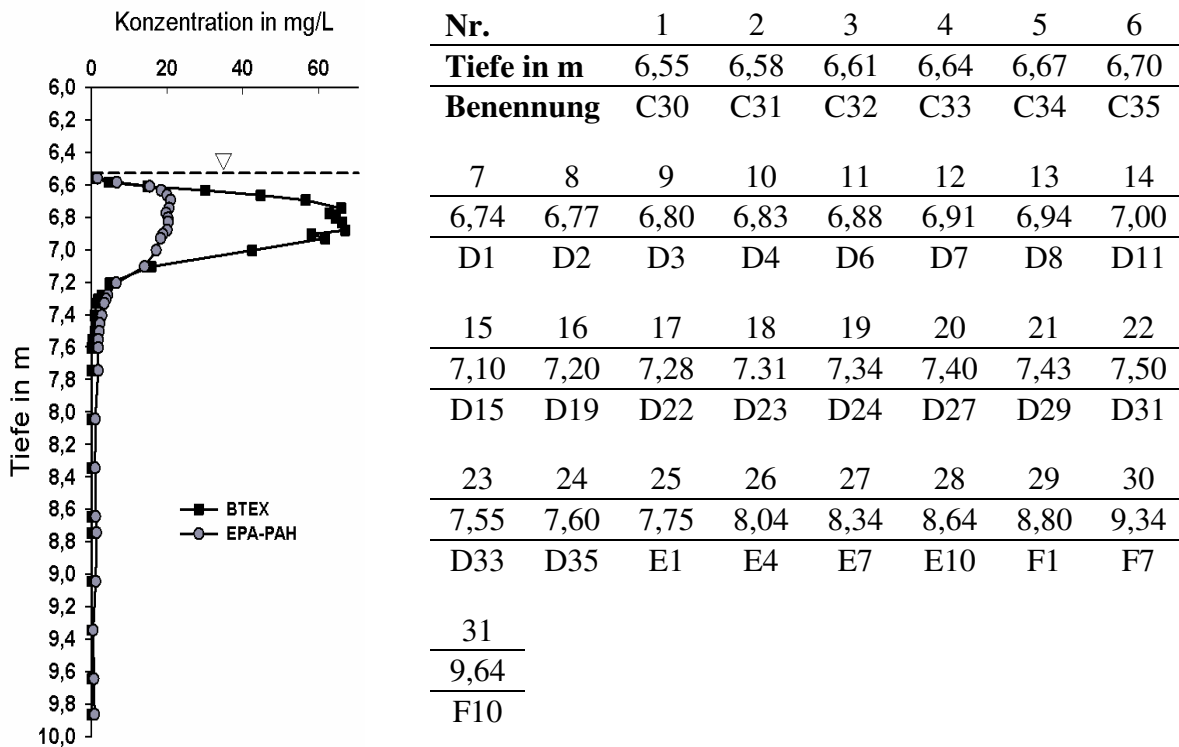 Konzentration in mg/L
0 20 40 60
6,0
6,2
6,4
6,6
6,8
7,0
7,2
7,4
7,6
7,8
8,0
8,2
8,4
8,6
8,8
9,0
9,2
9,4
9,6
9,8
10,0
Tiefe in m
BTEX
EPA-PAH
Nr. 1 2 3 4 5 6
Tiefe in m 6,55 6,58 6,61 6,64 6,67 6,70
Benennung C30 C31 C32 C33 C34 C35
7 8 9 10 11 12 13 14
6,74 6,77 6,80 6,83 6,88 6,91 6,94 7,00
D1 D2 D3 D4 D6 D7 D8 D11
15 16 17 18 19 20 21 22
7,10 7,20 7,28 7.31 7,34 7,40 7,43 7,50
D15 D19 D22 D23 D24 D27 D29 D31
23 24 25 26 27 28 29 30
7,55 7,60 7,75 8,04 8,34 8,64 8,80 9,34
D33 D35 E1 E4 E7 E10 F1 F7
31
9,64
F10